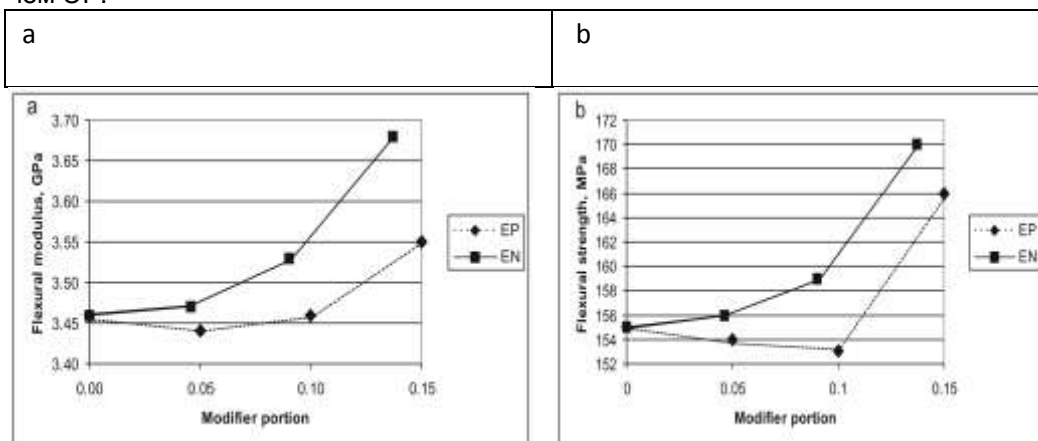 a b
a
3.70
3.65
3.60
3.55
3.50
3.45
3.40
Flexural modulus, GPa
0.00 0.05 0.10 0.15
Modifier portion
EP
EN
b
172
170
168
166
164
162
160
158
156
154
152
Flexural strength, MPa
0 0.05 0.1 0.15
Modifier portion
EP
EN